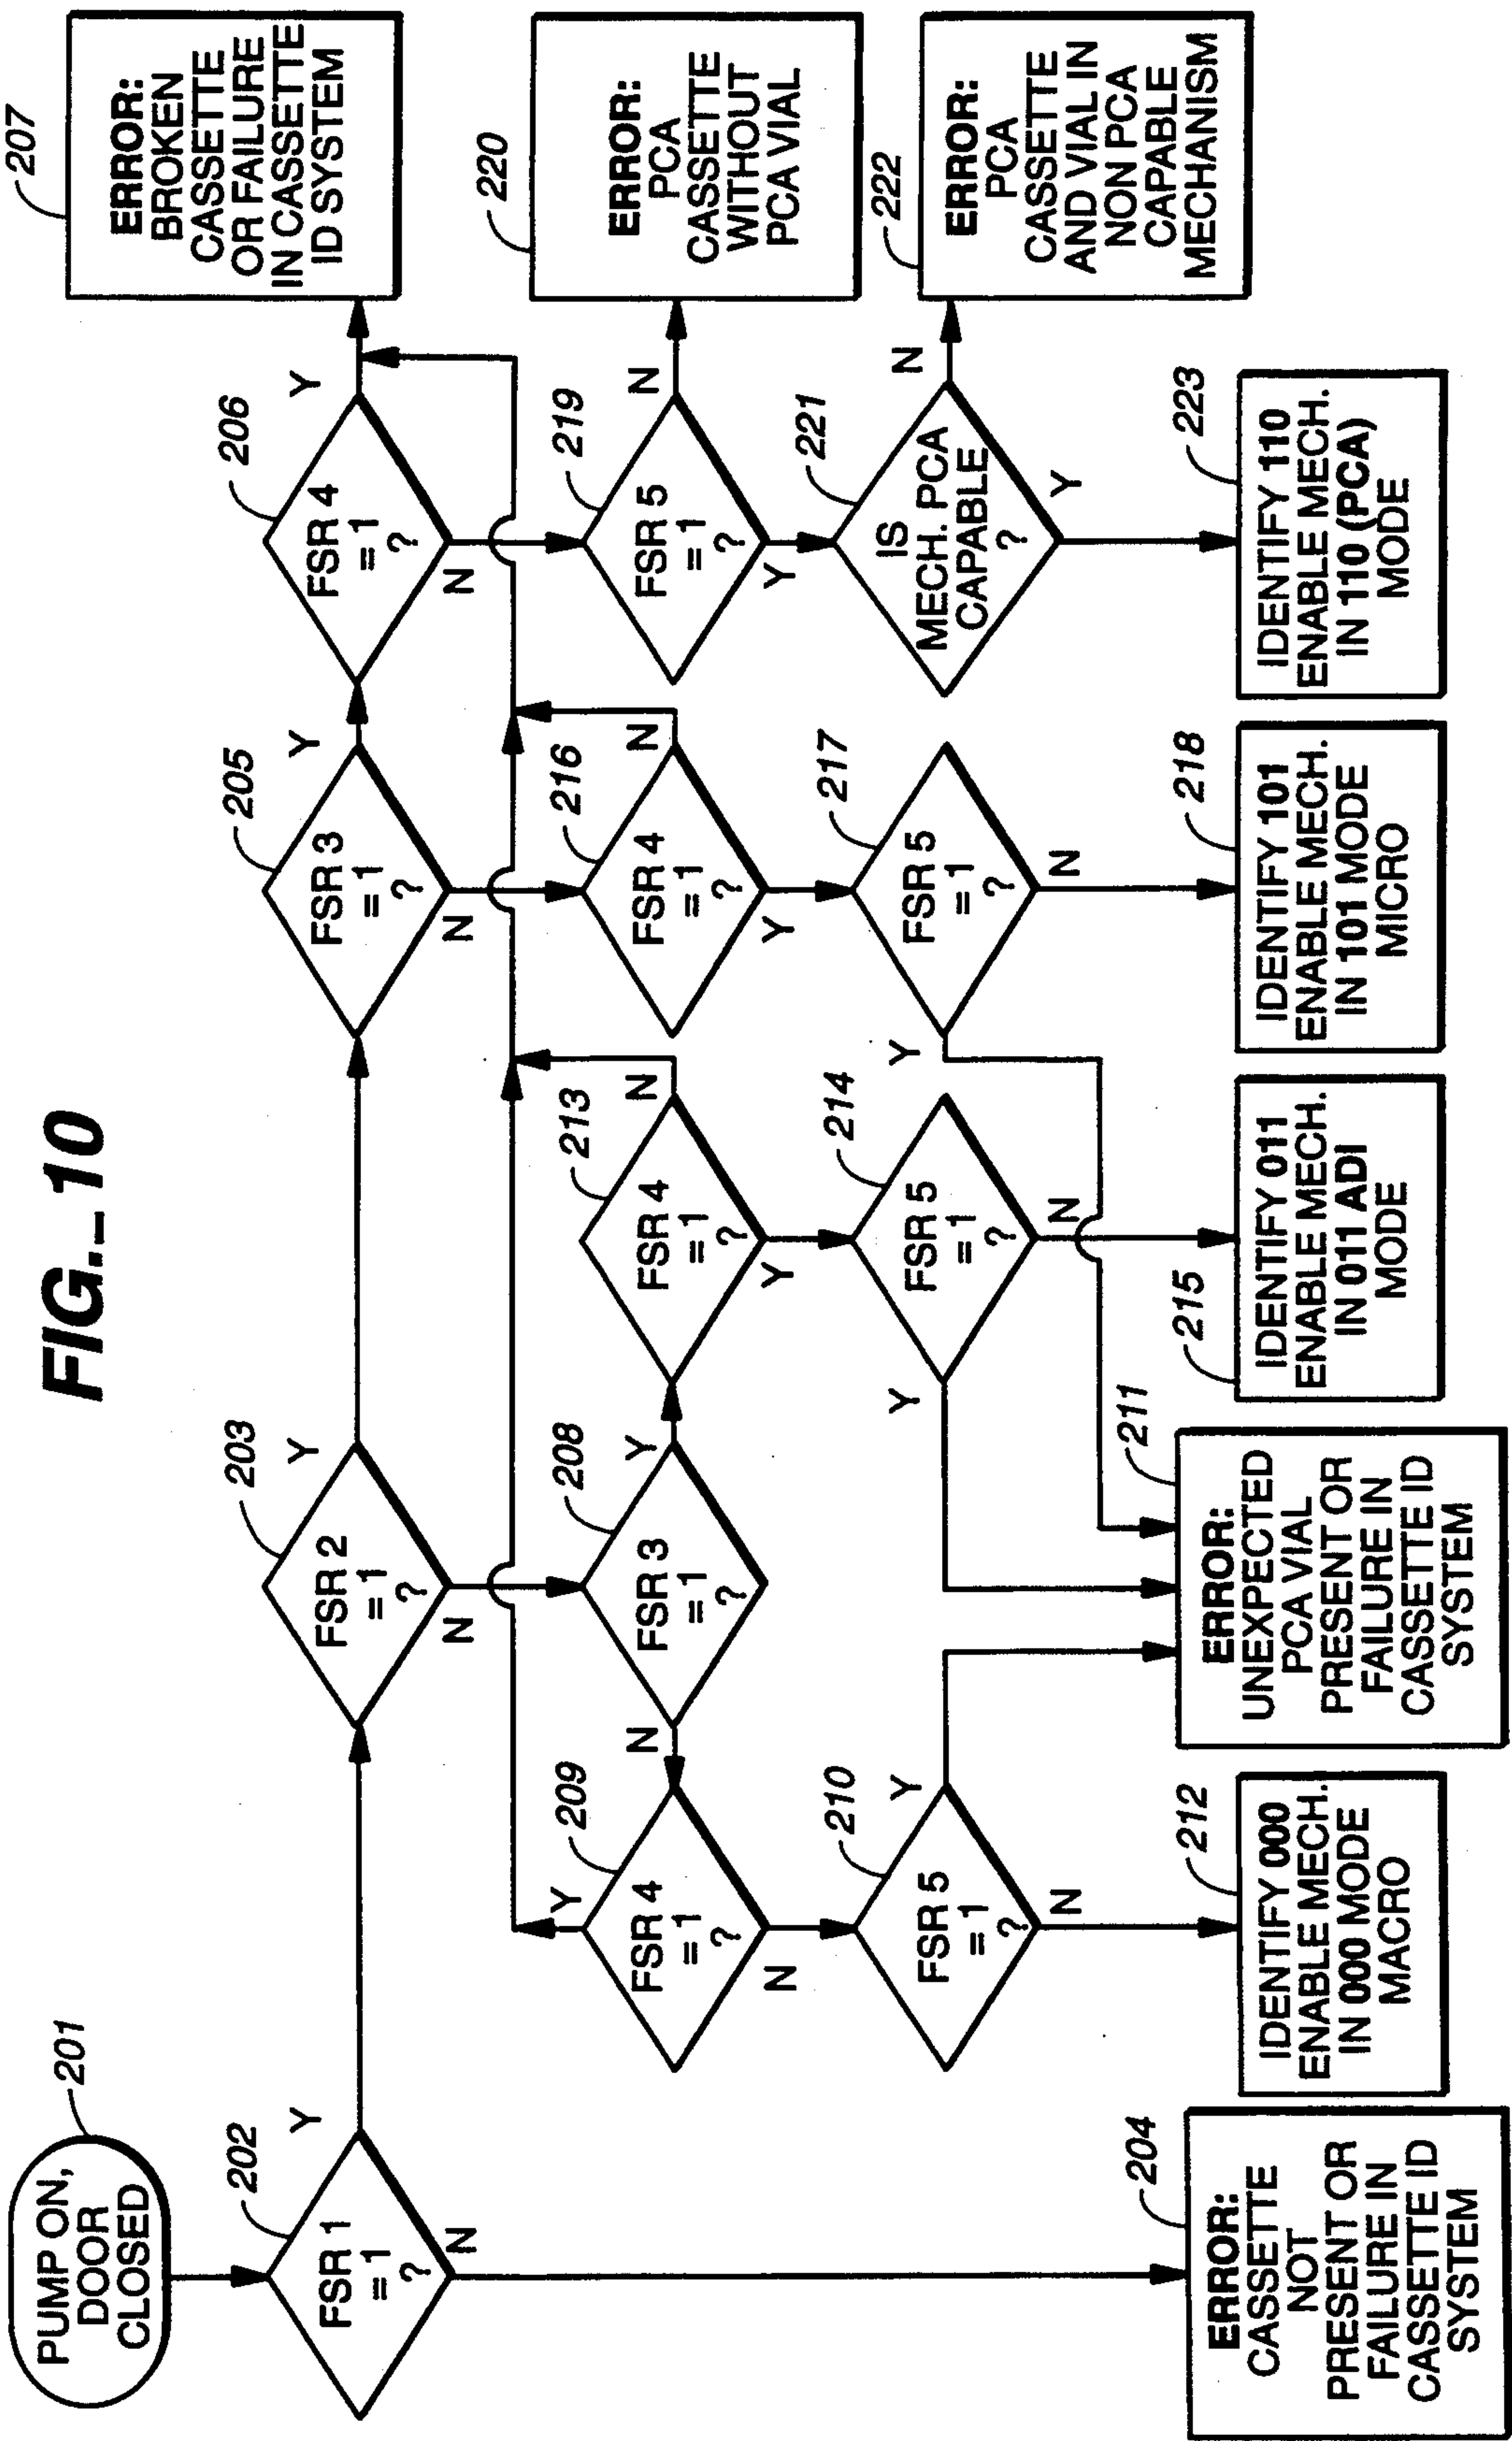 FIG._10
PUMP ON,
DOOR
CLOSED
201
FSR 1
= 1
?
202
Y
N
ERROR:
CASSETTE
NOT
PRESENT OR
FAILURE IN
CASSETTE ID
SYSTEM
204
FSR 2
= 1
?
203
Y
N
FSR 3
= 1
?
205
Y
N
FSR 4
= 1
?
206
Y
N
ERROR:
BROKEN
CASSETTE
OR FAILURE
IN CASSETTE
ID SYSTEM
207
FSR 3
= 1
?
208
Y
N
FSR 4
= 1
?
209
Y
N
FSR 5
= 1
?
210
Y
N
ERROR:
UNEXPECTED
PCA VIAL
PRESENT OR
FAILURE IN
CASSETTE ID
SYSTEM
211
IDENTIFY 000
ENABLE MECH.
IN 000 MODE
MACRO
212
FSR 4
= 1
?
213
N
Y
FSR 5
= 1
?
214
Y
N
IDENTIFY 011
ENABLE MECH.
IN 011 ADI
MODE
215
FSR 4
= 1
?
216
N
Y
FSR 5
= 1
?
217
Y
N
IDENTIFY 101
ENABLE MECH.
IN 101 MODE
MICRO
218
FSR 5
= 1
?
219
N
Y
ERROR:
PCA
CASSETTE
WITHOUT
PCA VIAL
220
IS
MECH. PCA
CAPABLE
?
221
N
Y
ERROR:
PCA
CASSETTE
AND VIAL IN
NON PCA
CAPABLE
MECHANISM
222
IDENTIFY 110
ENABLE MECH.
IN 110 (PCA)
MODE
223